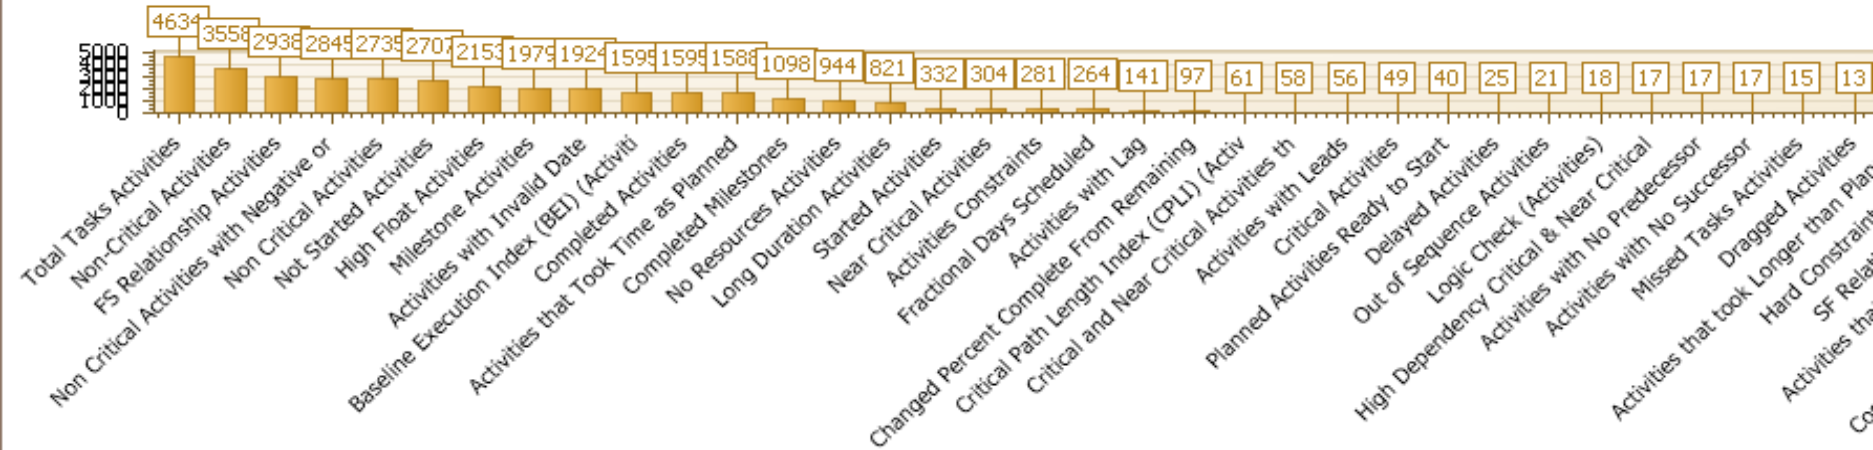 4634
3558
2938
2845
2735
2707
2153
1979
1924
1595
1595
1588
1098
944
821
332
304
281
264
141
97
61
58
56
49
40
25
21
18
17
17
17
15
13
5000
1000
0
Total Tasks Activities
Non-Critical Activities
FS Relationship Activities
Non Critical Activities with Negative or
Non Critical Activities
Not Started Activities
High Float Activities
Milestone Activities
Activities with Invalid Date
Baseline Execution Index (BEI) (Activiti
Completed Activities
Activities that Took Time as Planned
Completed Milestones
No Resources Activities
Long Duration Activities
Started Activities
Near Critical Activities
Activities Constraints
Fractional Days Scheduled
Activities with Lag
Changed Percent Complete From Remaining
Critical Path Length Index (CPLI) (Activ
Critical and Near Critical Activities th
Activities with Leads
Critical Activities
Planned Activities Ready to Start
Delayed Activities
Out of Sequence Activities
Logic Check (Activities)
High Dependency Critical & Near Critical
Activities with No Predecessor
Activities with No Successor
Missed Tasks Activities
Dragged Activities
Activities that took Longer than Plan
Hard Constrain
SF Relati
Activities tha
Co